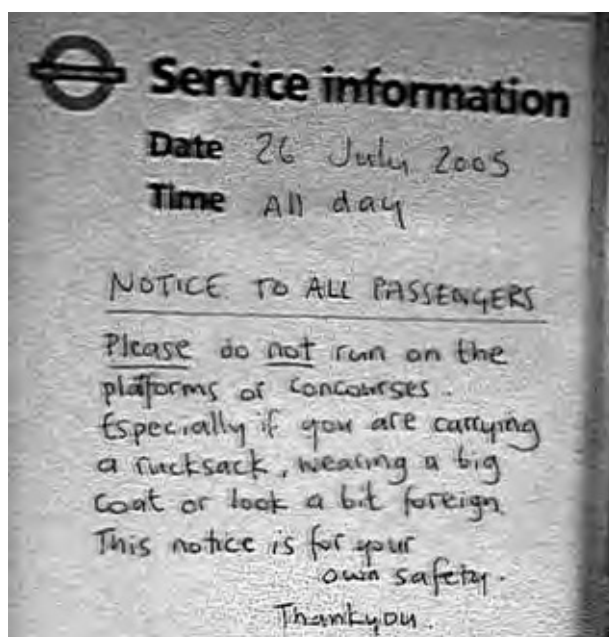 Service information
Date 26 July 2005
Time All day
NOTICE TO ALL PASSENGERS
Please do not run on the
platforms or concourses.
Especially if you are carrying
a rucksack, wearing a big
coat or look a bit foreign.
This notice is for your
own safety.
Thankyou.